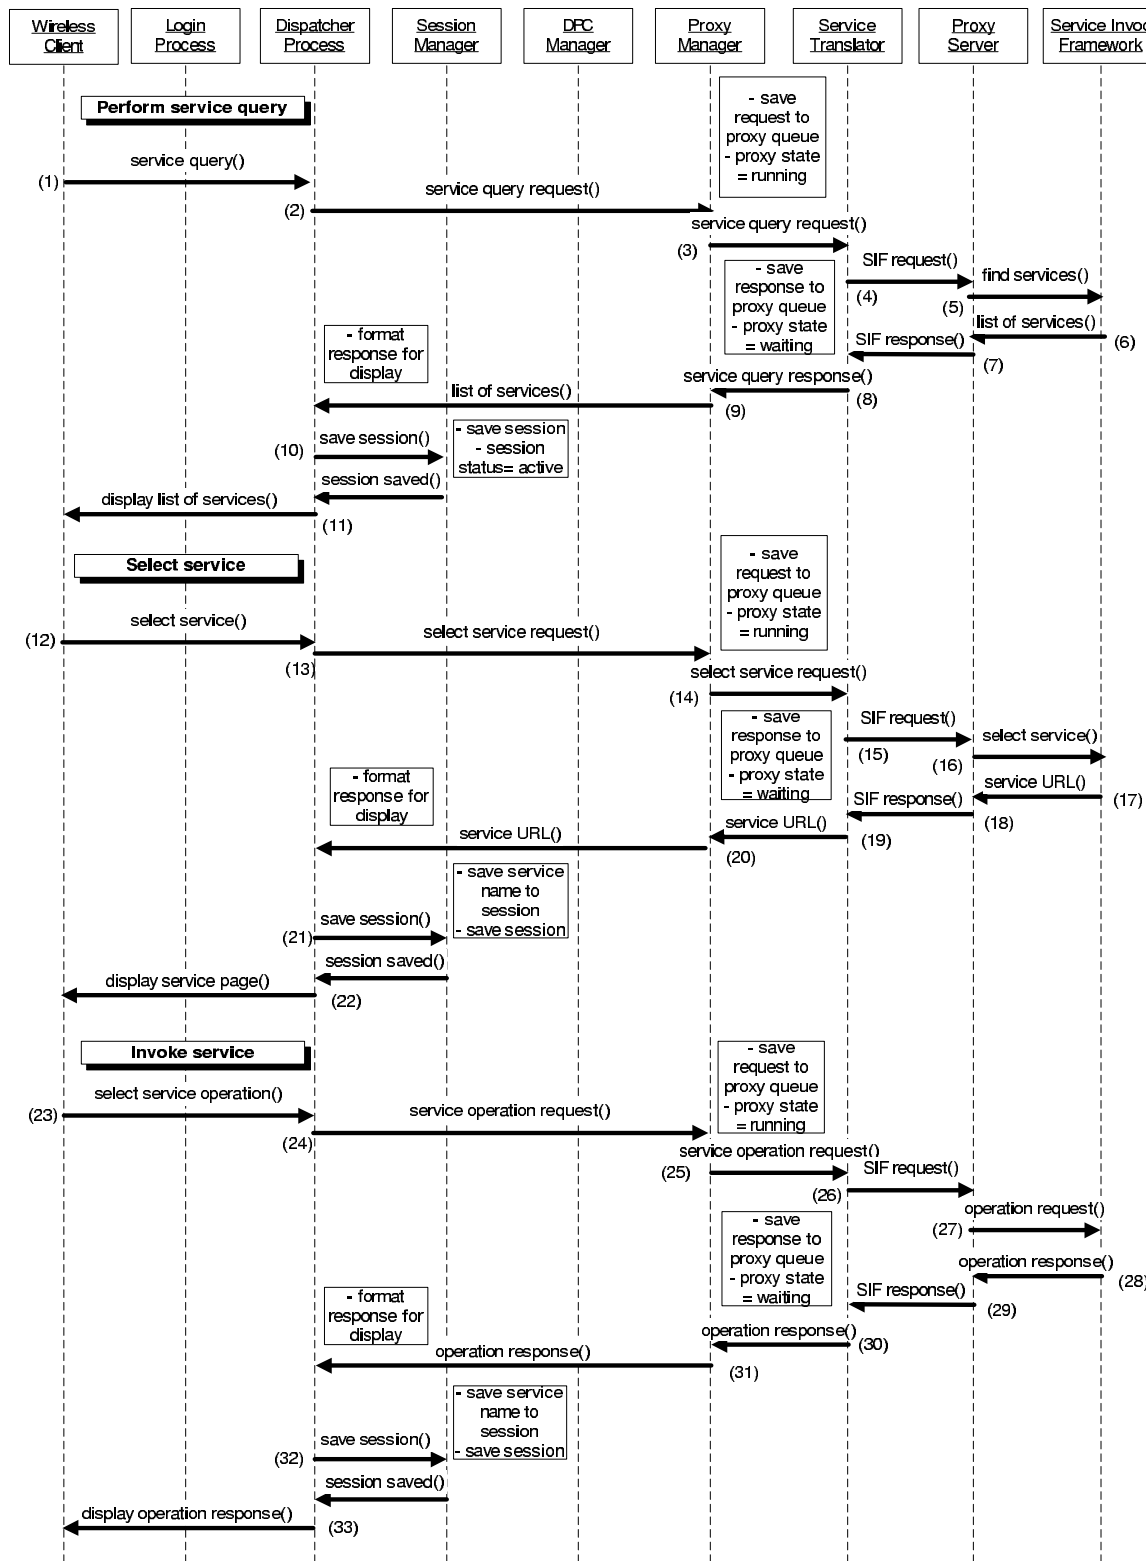 Wireless
Client
Login
Process
Dispatcher
Process
Session
Manager
DPC
Manager
Proxy
Manager
Service
Translator
Proxy
Server
Service Invoc
Framework
Perform service query
- save
request to
proxy queue
- proxy state
= running
service query()
(1)
service query request()
(2)
service query request()
(3)
SIF request()
(4)
find services()
(5)
- save
response to
proxy queue
- proxy state
= waiting
list of services()
(6)
SIF response()
(7)
- format
response for
display
service query response()
(8)
list of services()
(9)
save session()
(10)
- save session
- session
status= active
session saved()
display list of services()
(11)
Select service
- save
request to
proxy queue
- proxy state
= running
select service()
(12)
select service request()
(13)
select service request()
(14)
SIF request()
(15)
select service()
(16)
- save
response to
proxy queue
- proxy state
= waiting
service URL()
(17)
SIF response()
(18)
- format
response for
display
service URL()
(19)
service URL()
(20)
- save service
name to
session
- save session
save session()
(21)
session saved()
display service page()
(22)
Invoke service
- save
request to
proxy queue
- proxy state
= running
select service operation()
(23)
service operation request()
(24)
service operation request()
(25)
SIF request()
(26)
operation request()
(27)
- save
response to
proxy queue
- proxy state
= waiting
operation response()
(28)
SIF response()
(29)
- format
response for
display
operation response()
(30)
operation response()
(31)
- save service
name to
session
- save session
save session()
(32)
session saved()
display operation response()
(33)